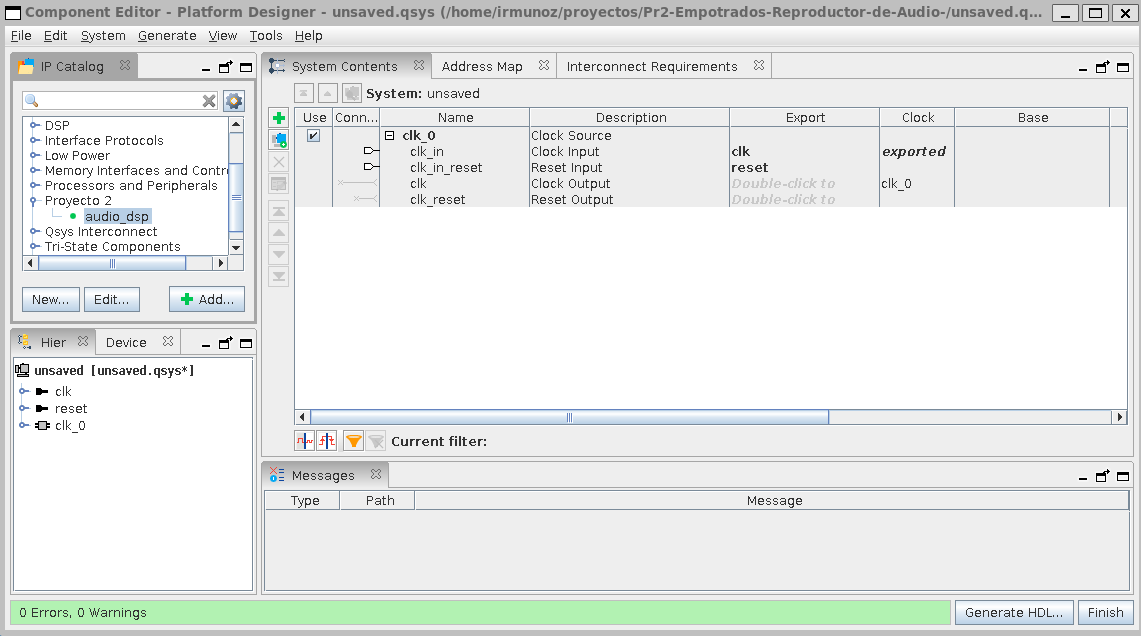 Component Editor - Platform Designer - unsaved.qsys (/home/irmunoz/proyectos/Pr2-Empotrados-Reproductor-de-Audio-/unsaved.q...
File Edit System Generate View Tools Help
IP Catalog
DSP
Interface Protocols
Low Power
Memory Interfaces and Contr
Processors and Peripherals
Proyecto 2
audio_dsp
Qsys Interconnect
Tri-State Components
New... Edit... Add...
Hier Device
unsaved [unsaved.qsys*]
clk
reset
clk_0
System Contents Address Map Interconnect Requirements
System: unsaved
Use Conn... Name Description Export Clock Base
clk_0 Clock Source
clk_in Clock Input clk exported
clk_in_reset Reset Input reset
clk Clock Output Double-click to clk_0
clk_reset Reset Output Double-click to
Current filter:
Messages
Type Path Message
0 Errors, 0 Warnings Generate HDL... Finish